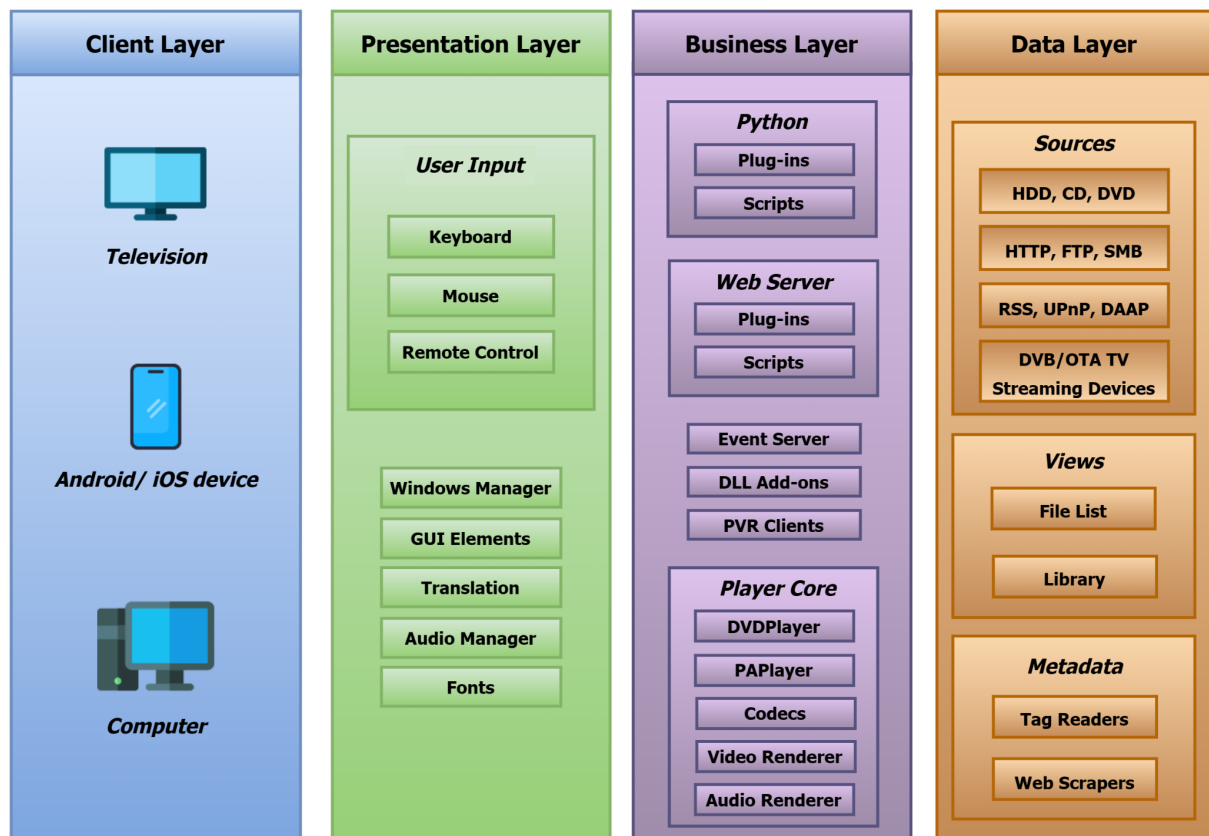 Client Layer
Television
Android/ iOS device
Computer
Presentation Layer
User Input
Keyboard
Mouse
Remote Control
Windows Manager
GUI Elements
Translation
Audio Manager
Fonts
Business Layer
Python
Plug-ins
Scripts
Web Server
Plug-ins
Scripts
Event Server
DLL Add-ons
PVR Clients
Player Core
DVDPlayer
PAPlayer
Codecs
Video Renderer
Audio Renderer
Data Layer
Sources
HDD, CD, DVD
HTTP, FTP, SMB
RSS, UPnP, DAAP
DVB/OTA TV
Streaming Devices
Views
File List
Library
Metadata
Tag Readers
Web Scrapers